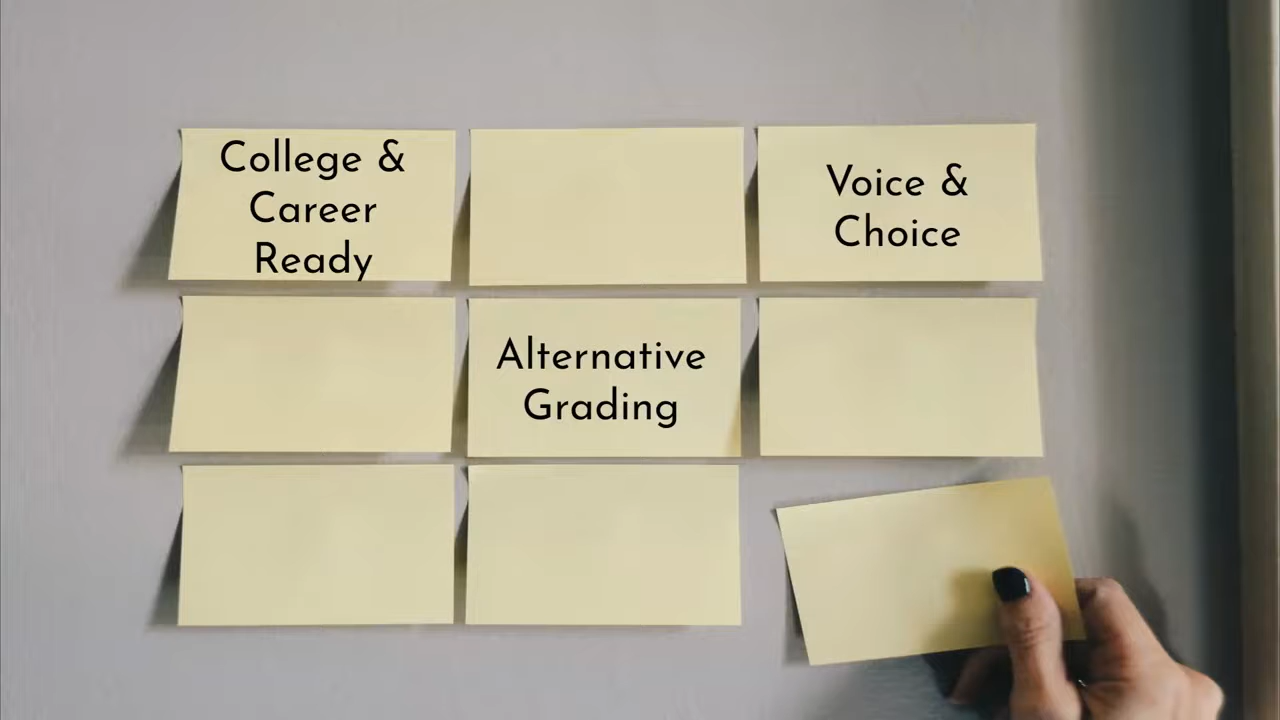 College &
Career
Ready
Voice &
Choice
Alternative
Grading